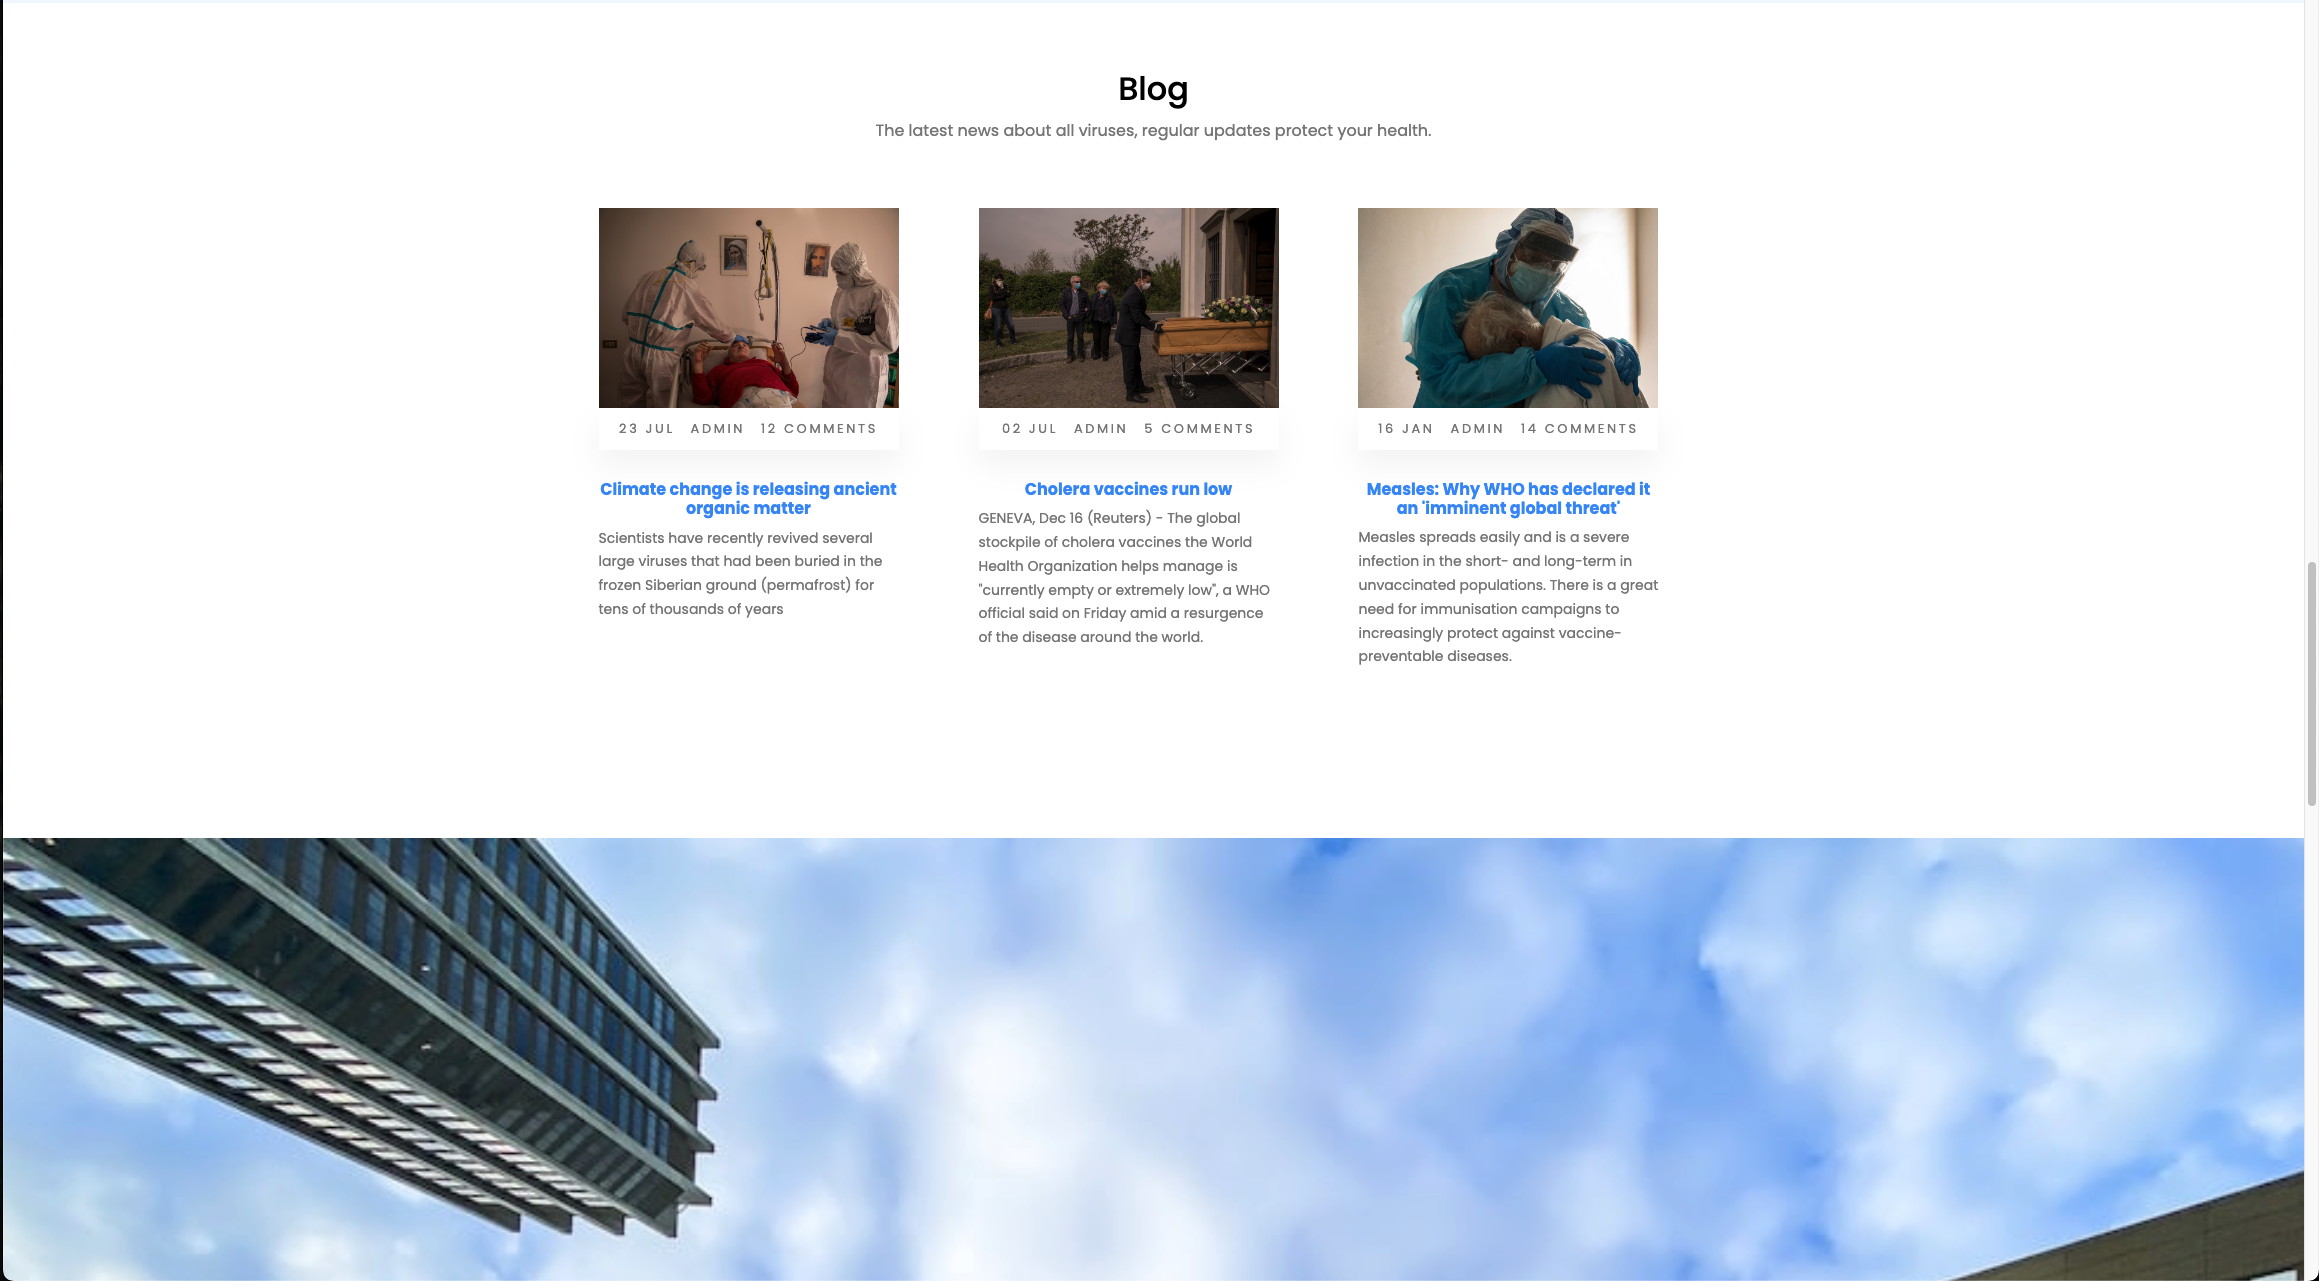 Blog
The latest news about all viruses, regular updates protect your health.
23 JUL ADMIN 12 COMMENTS
Climate change is releasing ancient
organic matter
Scientists have recently revived several
large viruses that had been buried in the
frozen Siberian ground (permafrost) for
tens of thousands of years
02 JUL ADMIN 5 COMMENTS
Cholera vaccines run low
GENEVA, Dec 16 (Reuters) - The global
stockpile of cholera vaccines the World
Health Organization helps manage is
"currently empty or extremely low", a WHO
official said on Friday amid a resurgence
of the disease around the world.
16 JAN ADMIN 14 COMMENTS
Measles: Why WHO has declared it
an 'imminent global threat'
Measles spreads easily and is a severe
infection in the short- and long-term in
unvaccinated populations. There is a great
need for immunisation campaigns to
increasingly protect against vaccine-
preventable diseases.